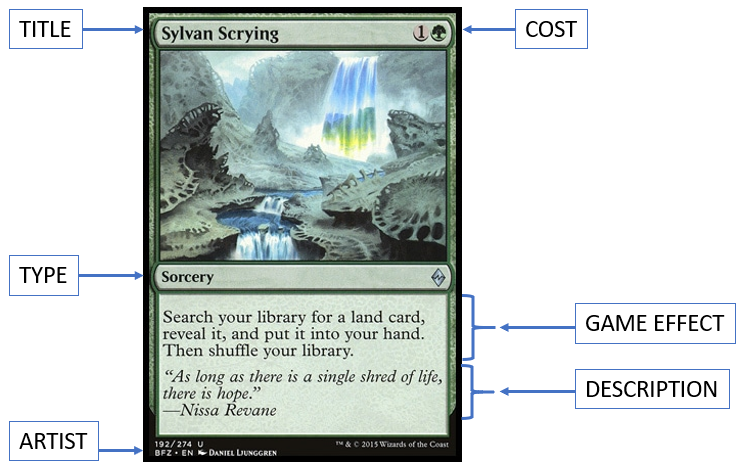 TITLE
Sylvan Scrying
1
COST
TYPE
Sorcery
Search your library for a land card,
reveal it, and put it into your hand.
Then shuffle your library.
GAME EFFECT
“As long as there is a single shred of life,
there is hope.”
—Nissa Revane
DESCRIPTION
ARTIST
192/274 U
™ & © 2015 Wizards of the Coast
BFZ • EN DANIEL LJUNGGREN